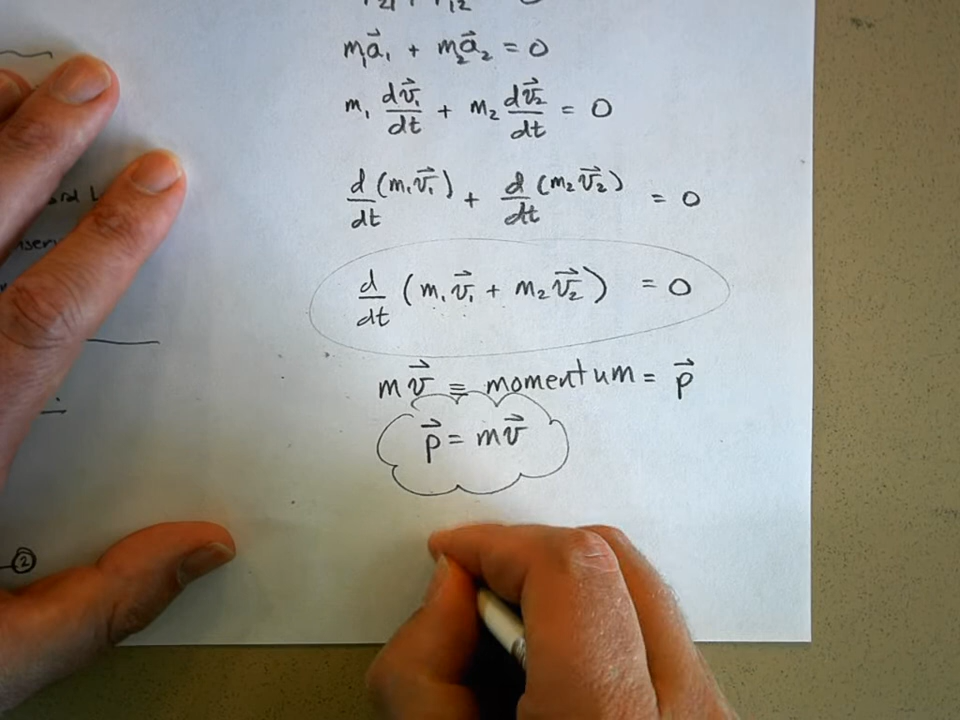 m₁a⃗₁ + m₂a⃗₂ = 0
m₁ dv⃗₁/dt + m₂ dv⃗₂/dt = 0
d/dt (m₁v⃗₁) + d/dt (m₂v⃗₂) = 0
d/dt (m₁v⃗₁ + m₂v⃗₂) = 0
mv⃗ ≡ momentum = p⃗
p⃗ = mv⃗
②